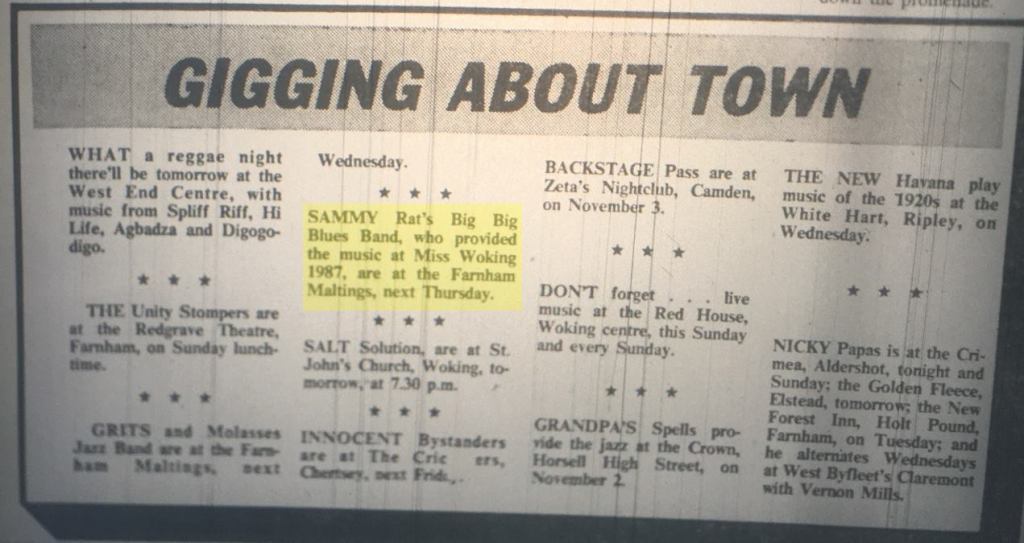 down the promenade.
GIGGING ABOUT TOWN
WHAT a reggae night
there'll be tomorrow at the
West End Centre, with
music from Spliff Riff, Hi
Life, Agbadza and Digogo-
digo.
★ ★ ★
THE Unity Stompers are
at the Redgrave Theatre,
Farnham, on Sunday lunch-
time.
★ ★ ★
GRITS and Molasses
Jazz Band are at the Farn-
ham Maltings, next
Wednesday.
★ ★ ★
SAMMY Rat's Big Big
Blues Band, who provided
the music at Miss Woking
1987, are at the Farnham
Maltings, next Thursday.
★ ★ ★
SALT Solution, are at St.
John's Church, Woking, to-
morrow, at 7.30 p.m.
★ ★ ★
INNOCENT Bystanders
are at The
Chertsey, next
BACKSTAGE Pass are at
Zeta's Nightclub, Camden,
on November 3.
★ ★ ★
DON'T forget . . . live
music at the Red House,
Woking centre, this Sunday
and every Sunday.
★ ★ ★
GRANDPA'S Spells pro-
vide the jazz at the Crown,
Horsell High Street, on
November 2.
THE NEW Havana play
music of the 1920s at the
White Hart, Ripley, on
Wednesday.
★ ★ ★
NICKY Papas is at the Cri-
mea, Aldershot, tonight and
Sunday; the Golden Fleece,
Elstead, tomorrow; the New
Forest Inn, Holt Pound,
Farnham, on Tuesday; and
he alternates Wednesdays
at West Byfleet's Claremont
with Vernon Mills.